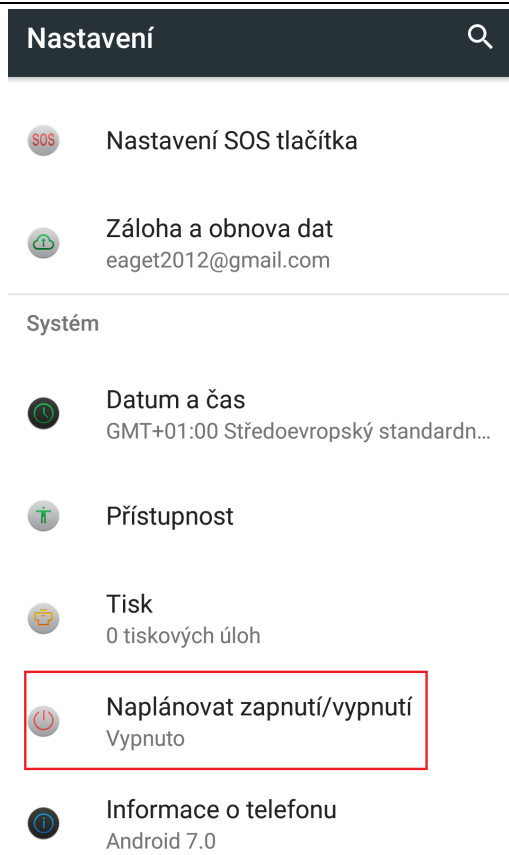 Nastavení
SOS
Nastavení SOS tlačítka
Záloha a obnova dat
eaget2012@gmail.com
Systém
Datum a čas
GMT+01:00 Středoevropský standardn...
Přístupnost
Tisk
0 tiskových úloh
Naplánovat zapnutí/vypnutí
Vypnuto
Informace o telefonu
Android 7.0